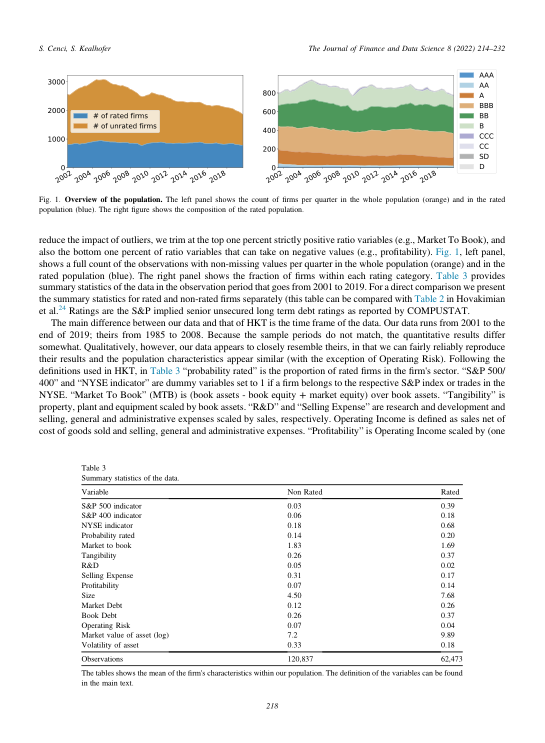 S. Cenci, S. Kealhofer The Journal of Finance and Data Science 8 (2022) 214–232
3000
2000
1000
0
# of rated firms
# of unrated firms
2002 2004 2006 2008 2010 2012 2014 2016 2018
800
600
400
200
0
2002 2004 2006 2008 2010 2012 2014 2016 2018
AAA
AA
A
BBB
BB
B
CCC
CC
SD
D
Fig. 1. Overview of the population. The left panel shows the count of firms per quarter in the whole population (orange) and in the rated
population (blue). The right figure shows the composition of the rated population.
reduce the impact of outliers, we trim at the top one percent strictly positive ratio variables (e.g., Market To Book), and
also the bottom one percent of ratio variables that can take on negative values (e.g., profitability). Fig. 1, left panel,
shows a full count of the observations with non-missing values per quarter in the whole population (orange) and in the
rated population (blue). The right panel shows the fraction of firms within each rating category. Table 3 provides
summary statistics of the data in the observation period that goes from 2001 to 2019. For a direct comparison we present
the summary statistics for rated and non-rated firms separately (this table can be compared with Table 2 in Hovakimian
et al.24 Ratings are the S&P implied senior unsecured long term debt ratings as reported by COMPUSTAT.
The main difference between our data and that of HKT is the time frame of the data. Our data runs from 2001 to the
end of 2019; theirs from 1985 to 2008. Because the sample periods do not match, the quantitative results differ
somewhat. Qualitatively, however, our data appears to closely resemble theirs, in that we can fairly reliably reproduce
their results and the population characteristics appear similar (with the exception of Operating Risk). Following the
definitions used in HKT, in Table 3 “probability rated” is the proportion of rated firms in the firm's sector. “S&P 500/
400” and “NYSE indicator” are dummy variables set to 1 if a firm belongs to the respective S&P index or trades in the
NYSE. “Market To Book” (MTB) is (book assets - book equity + market equity) over book assets. “Tangibility” is
property, plant and equipment scaled by book assets. “R&D” and “Selling Expense” are research and development and
selling, general and administrative expenses scaled by sales, respectively. Operating Income is defined as sales net of
cost of goods sold and selling, general and administrative expenses. “Profitability” is Operating Income scaled by (one
Table 3
Summary statistics of the data.
Variable Non Rated Rated
S&P 500 indicator 0.03 0.39
S&P 400 indicator 0.06 0.18
NYSE indicator 0.18 0.68
Probability rated 0.14 0.20
Market to book 1.83 1.69
Tangibility 0.26 0.37
R&D 0.05 0.02
Selling Expense 0.31 0.17
Profitability 0.07 0.14
Size 4.50 7.68
Market Debt 0.12 0.26
Book Debt 0.26 0.37
Operating Risk 0.07 0.04
Market value of asset (log) 7.2 9.89
Volatility of asset 0.33 0.18
Observations 120,837 62,473
The tables shows the mean of the firm's characteristics within our population. The definition of the variables can be found
in the main text.
218